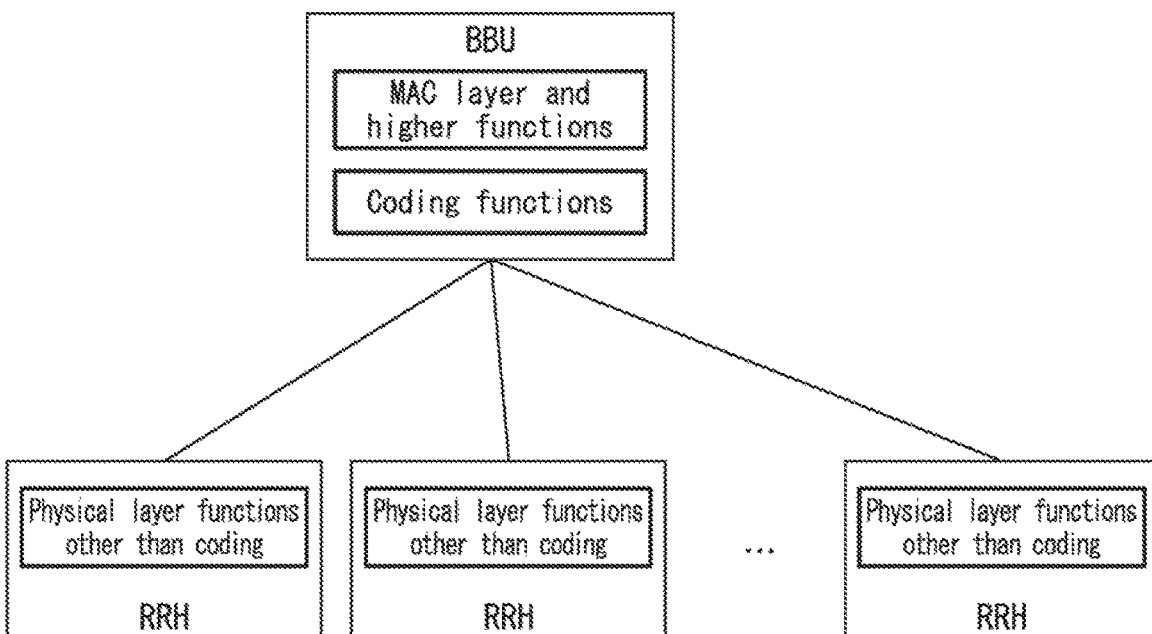 BBU
MAC layer and
higher functions
Coding functions
Physical layer functions
other than coding
RRH
Physical layer functions
other than coding
RRH
...
Physical layer functions
other than coding
RRH